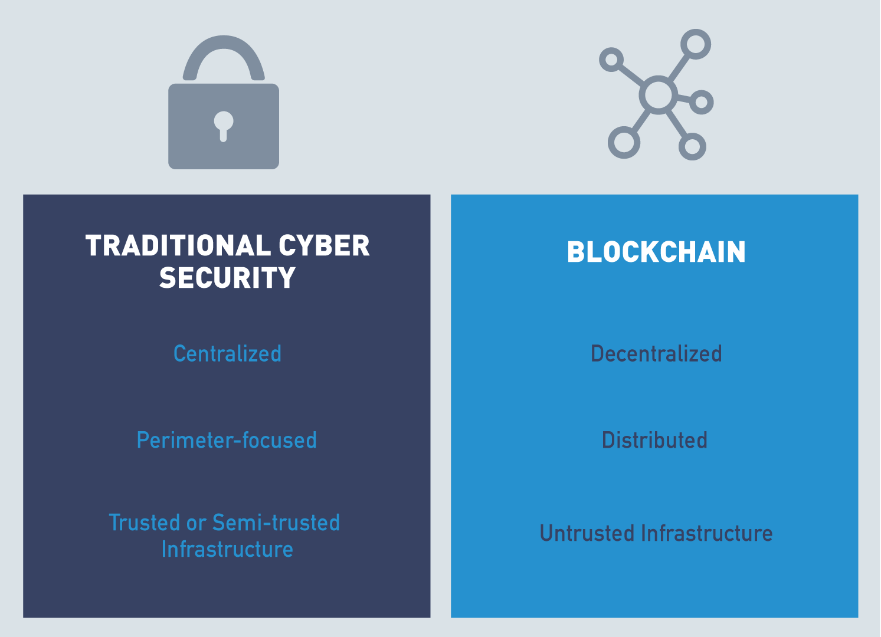 TRADITIONAL CYBER
SECURITY
Centralized
Perimeter-focused
Trusted or Semi-trusted
Infrastructure
BLOCKCHAIN
Decentralized
Distributed
Untrusted Infrastructure